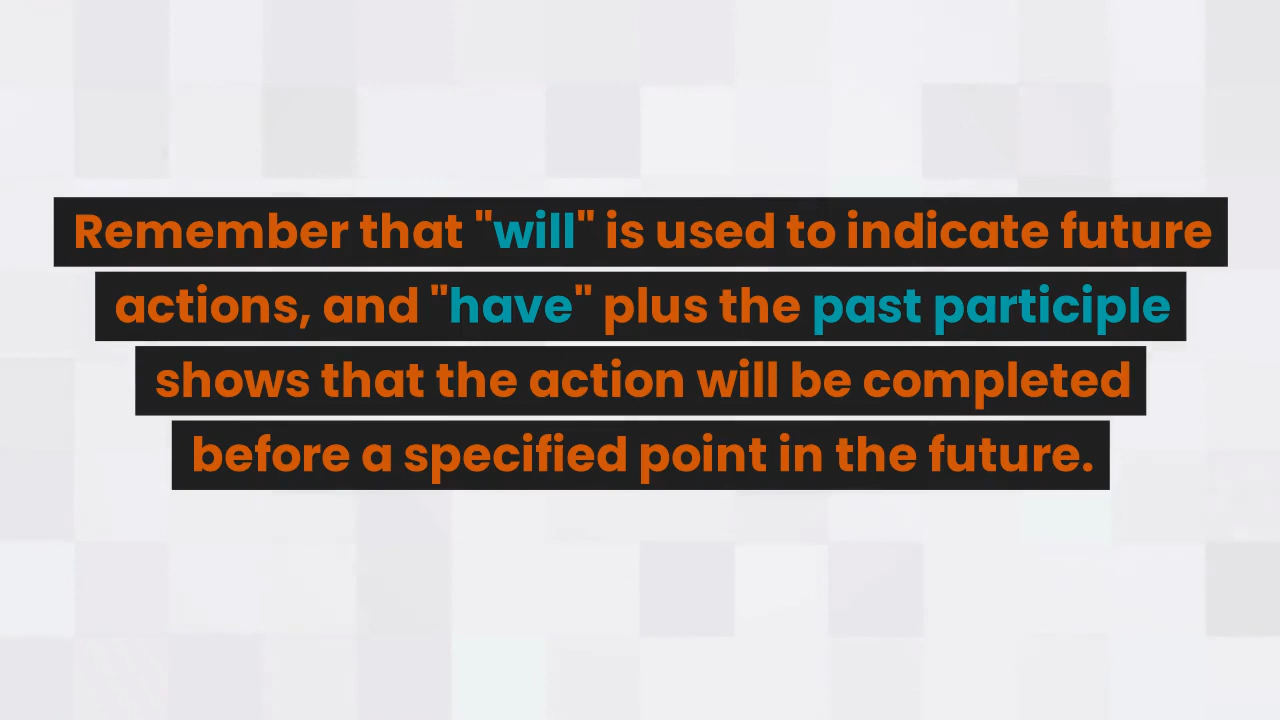 Remember that "will" is used to indicate future
actions, and "have" plus the past participle
shows that the action will be completed
before a specified point in the future.